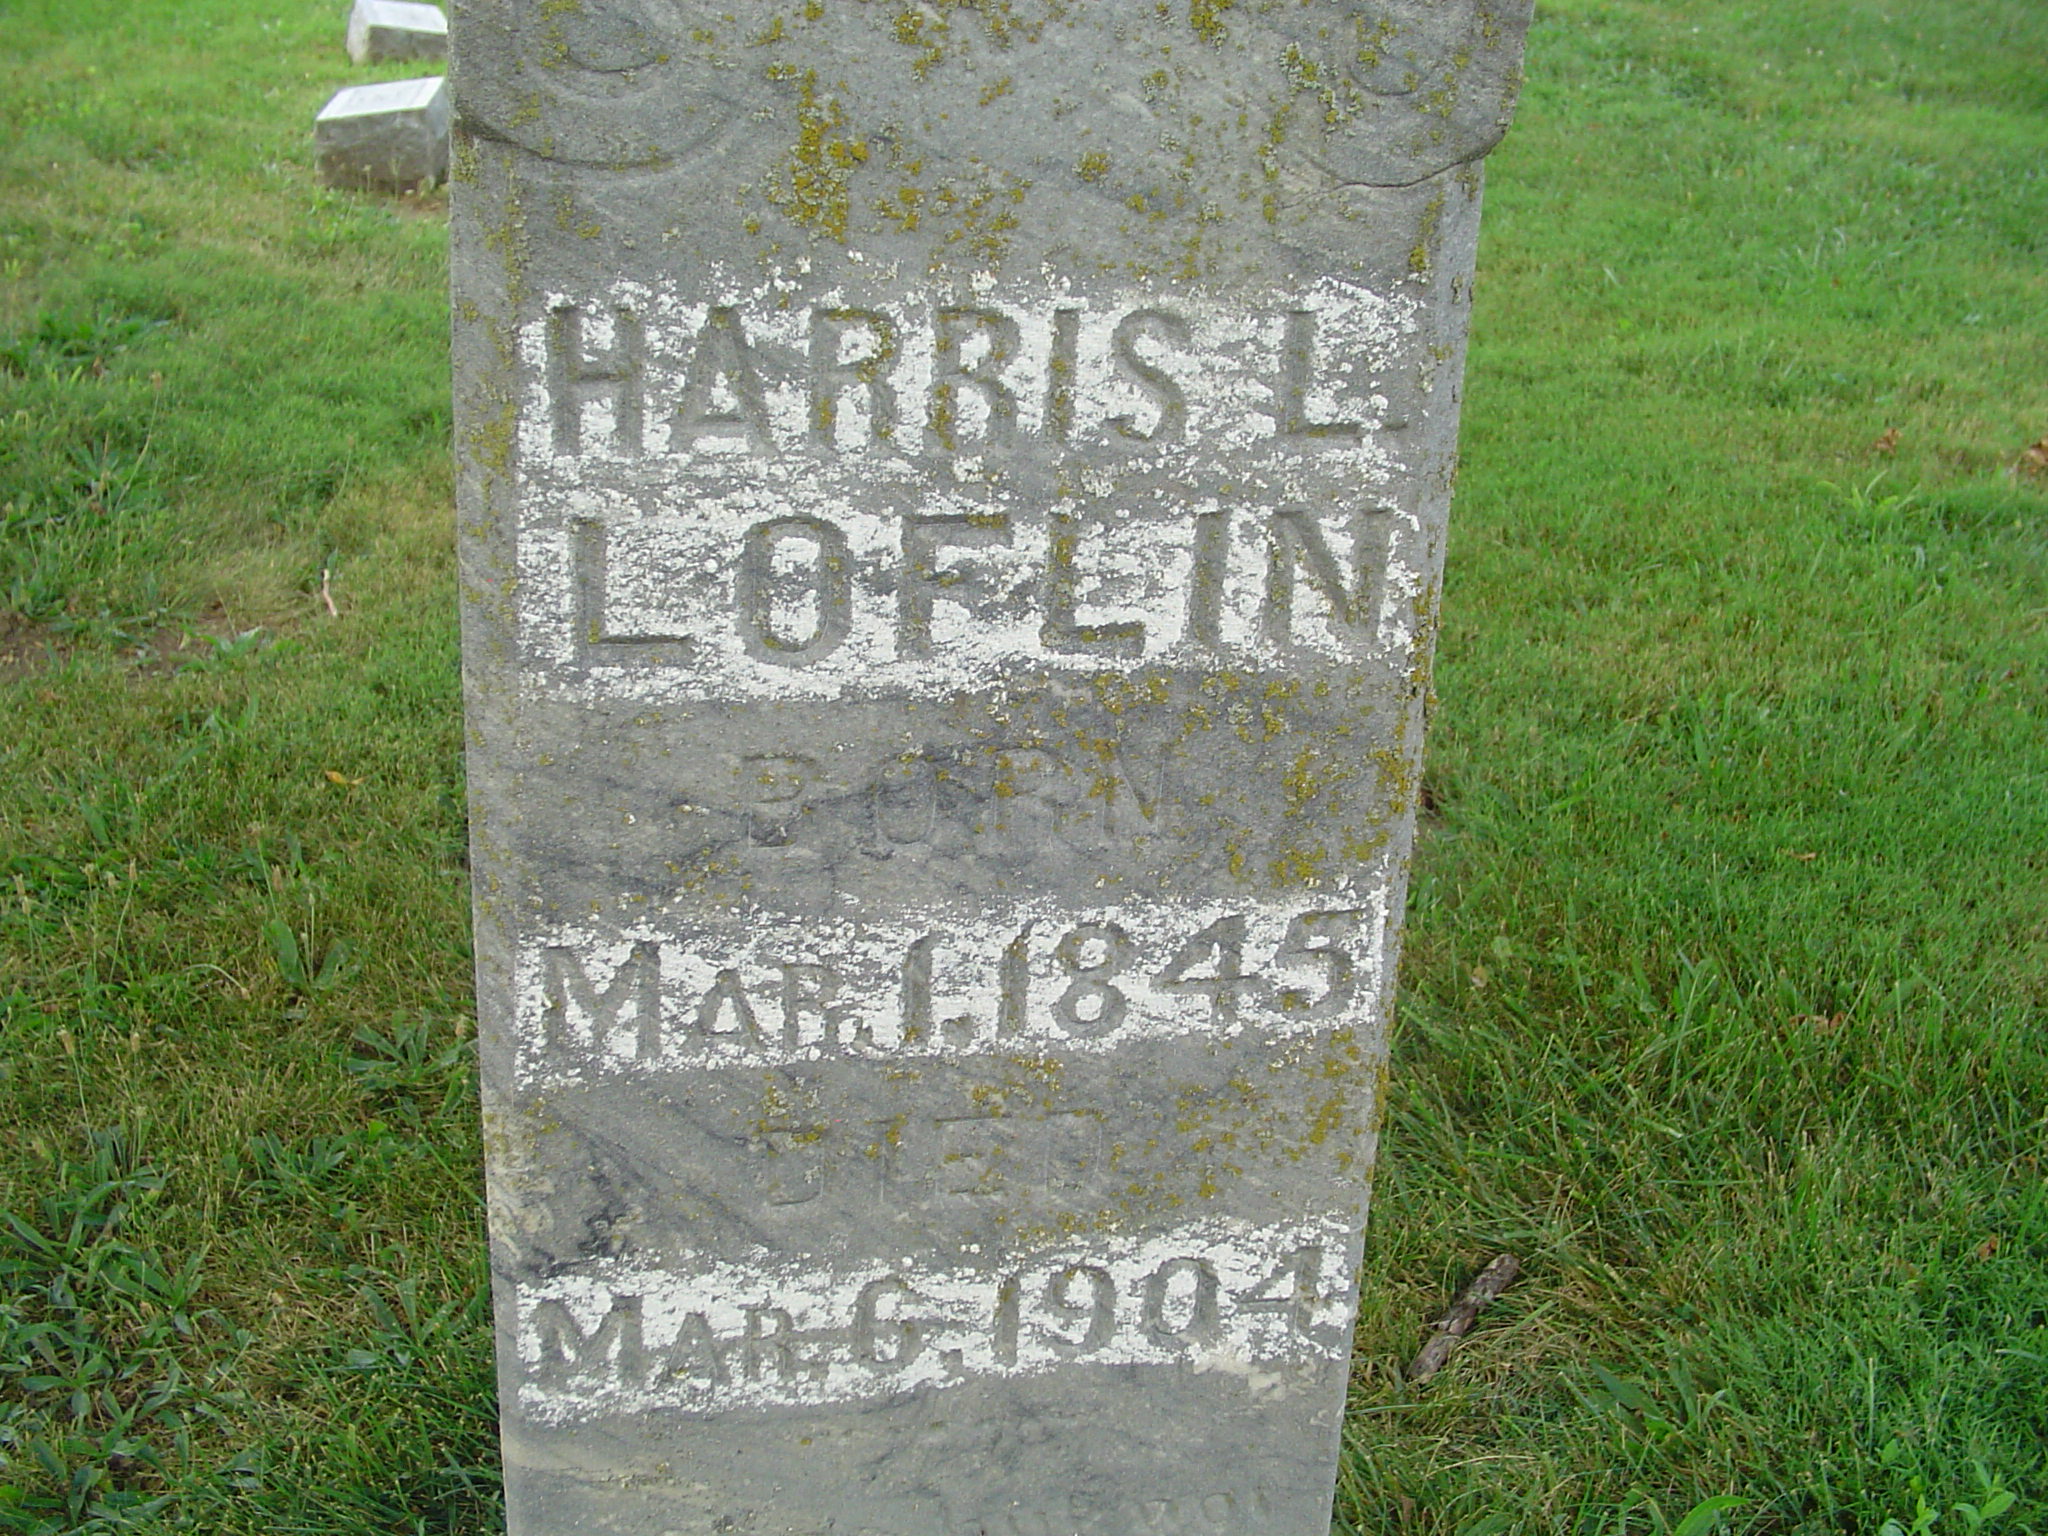 HARRIS L.
LOFLIN
BORN
MAR. 1. 1845
DIED
MAR. 6. 1904